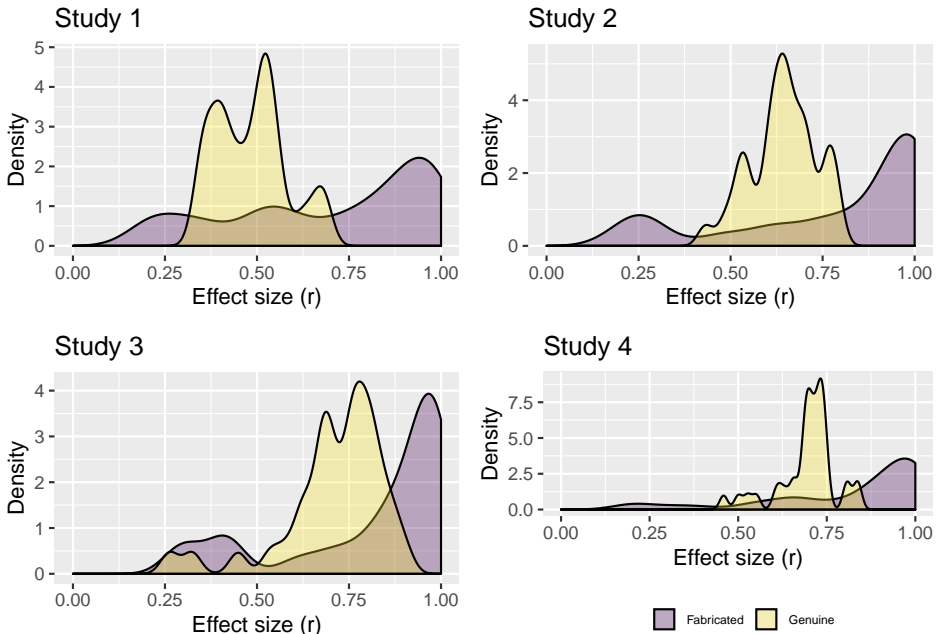 Study 1
Density
5
4
3
2
1
0
0.00 0.25 0.50 0.75 1.00
Effect size (r)
Study 2
Density
4
2
0
0.00 0.25 0.50 0.75 1.00
Effect size (r)
Study 3
Density
4
3
2
1
0
0.00 0.25 0.50 0.75 1.00
Effect size (r)
Study 4
Density
7.5
5.0
2.5
0.0
0.00 0.25 0.50 0.75 1.00
Effect size (r)
Fabricated Genuine